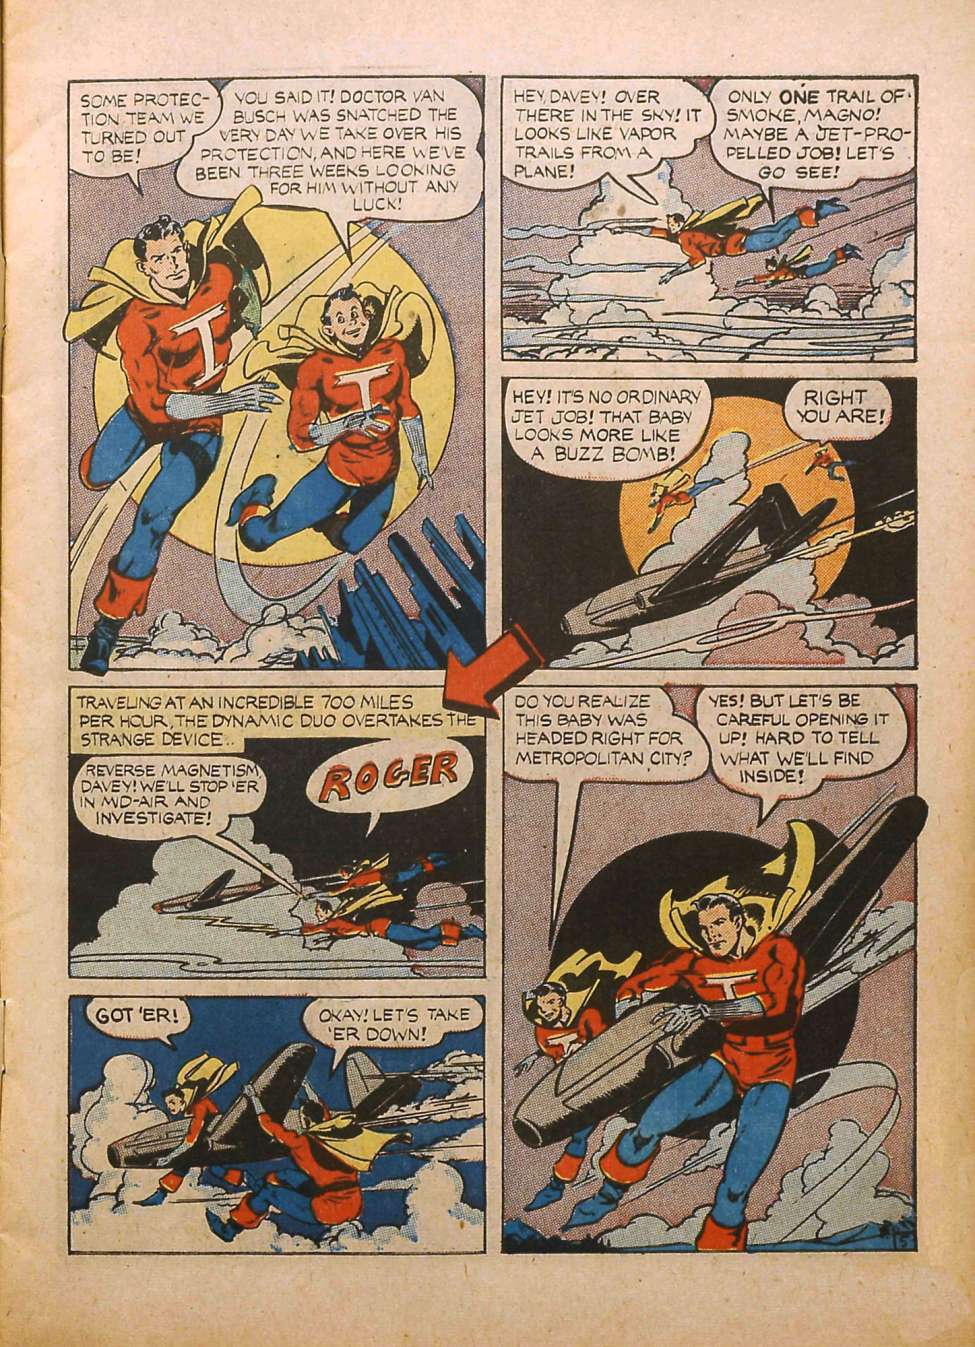 SOME PROTEC-
TION TEAM WE
TURNED OUT
TO BE!
YOU SAID IT! DOCTOR VAN
BUSCH WAS SNATCHED THE
VERY DAY WE TAKE OVER HIS
PROTECTION, AND HERE WE'VE
BEEN THREE WEEKS LOOKING
FOR HIM WITHOUT ANY
LUCK!
I
T
HEY, DAVEY! OVER
THERE IN THE SKY! IT
LOOKS LIKE VAPOR
TRAILS FROM A
PLANE!
ONLY ONE TRAIL OF
SMOKE, MAGNO!
MAYBE A JET-PRO-
PELLED JOB! LET'S
GO SEE!
HEY! IT'S NO ORDINARY
JET JOB! THAT BABY
LOOKS MORE LIKE
A BUZZ BOMB!
RIGHT
YOU ARE!
TRAVELING AT AN INCREDIBLE 700 MILES
PER HOUR, THE DYNAMIC DUO OVERTAKES THE
STRANGE DEVICE..
REVERSE MAGNETISM,
DAVEY! WE'LL STOP 'ER
IN MID-AIR AND
INVESTIGATE!
ROGER
GOT 'ER!
OKAY! LET'S TAKE
'ER DOWN!
DO YOU REALIZE
THIS BABY WAS
HEADED RIGHT FOR
METROPOLITAN CITY?
YES! BUT LET'S BE
CAREFUL OPENING IT
UP! HARD TO TELL
WHAT WE'LL FIND
INSIDE!
T
T
5